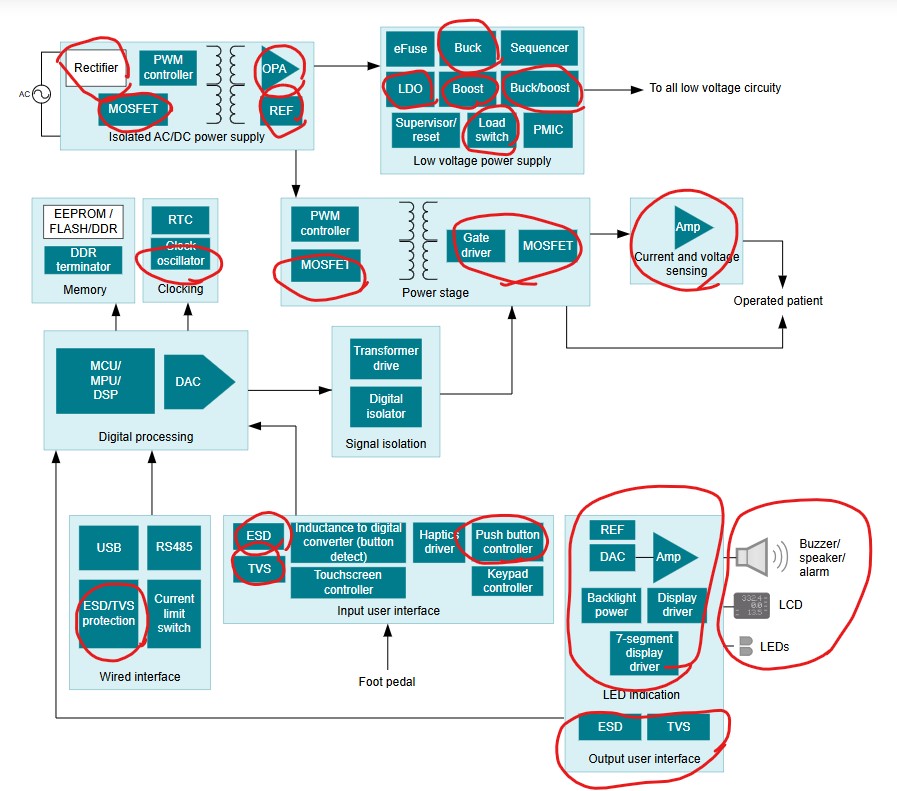 AC
Rectifier
PWM
controller
MOSFET
OPA
REF
Isolated AC/DC power supply
eFuse
Buck
Sequencer
LDO
Boost
Buck/boost
Supervisor/
reset
Load
switch
PMIC
Low voltage power supply
To all low voltage circuity
EEPROM /
FLASH/DDR
DDR
terminator
Memory
RTC
Clock
oscillator
Clocking
PWM
controller
MOSFET
Gate
driver
MOSFET
Power stage
Amp
Current and voltage
sensing
Operated patient
MCU/
MPU/
DSP
DAC
Digital processing
Transformer
drive
Digital
isolator
Signal isolation
USB
RS485
ESD/TVS
protection
Current
limit
switch
Wired interface
ESD
TVS
Inductance to digital
converter (button
detect)
Touchscreen
controller
Haptics
driver
Push button
controller
Keypad
controller
Input user interface
Foot pedal
REF
DAC
Amp
Backlight
power
Display
driver
7-segment
display
driver
LED indication
ESD
TVS
Output user interface
Buzzer/
speaker/
alarm
LCD
LEDs